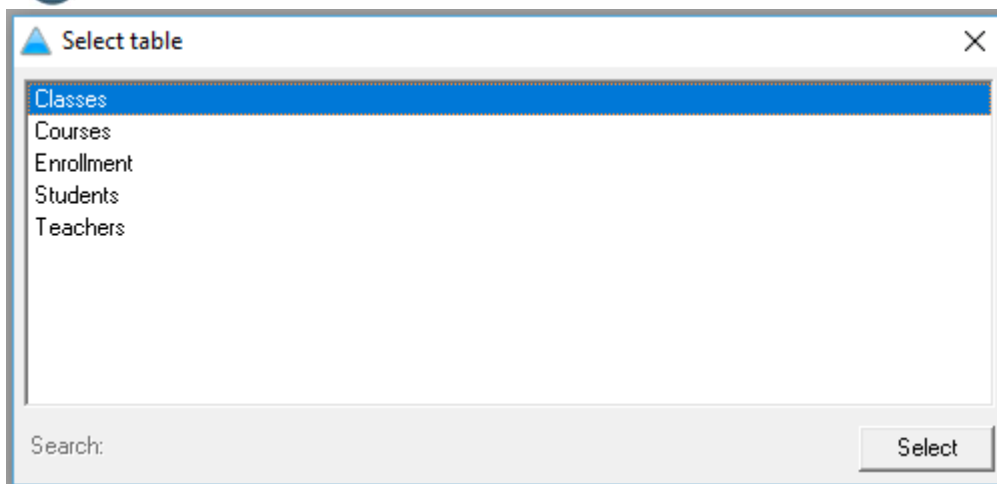 Select table
Classes
Courses
Enrollment
Students
Teachers
Search:
Select